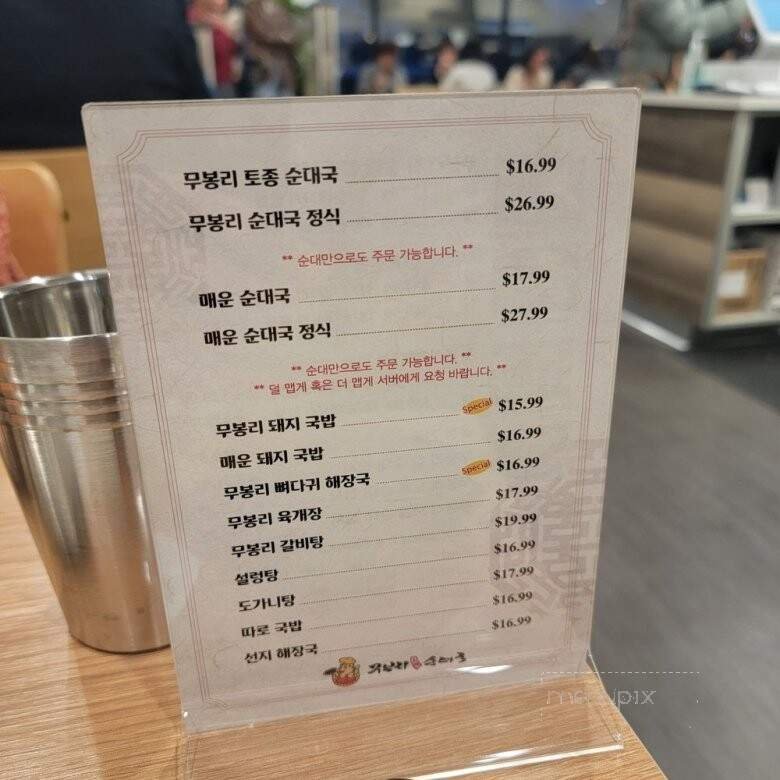 무봉리 토종 순대국 $16.99
무봉리 순대국 정식 $26.99
** 순대만으로도 주문 가능합니다. **
매운 순대국 $17.99
매운 순대국 정식 $27.99
** 순대만으로도 주문 가능합니다. **
** 덜 맵게 혹은 더 맵게 서버에게 요청 바랍니다. **
무봉리 돼지 국밥 Special $15.99
매운 돼지 국밥 $16.99
무봉리 뼈다귀 해장국 Special $16.99
무봉리 육개장 $17.99
무봉리 갈비탕 $19.99
설렁탕 $16.99
도가니탕 $17.99
따로 국밥 $16.99
선지 해장국 $16.99
무봉리 순대국
menupix